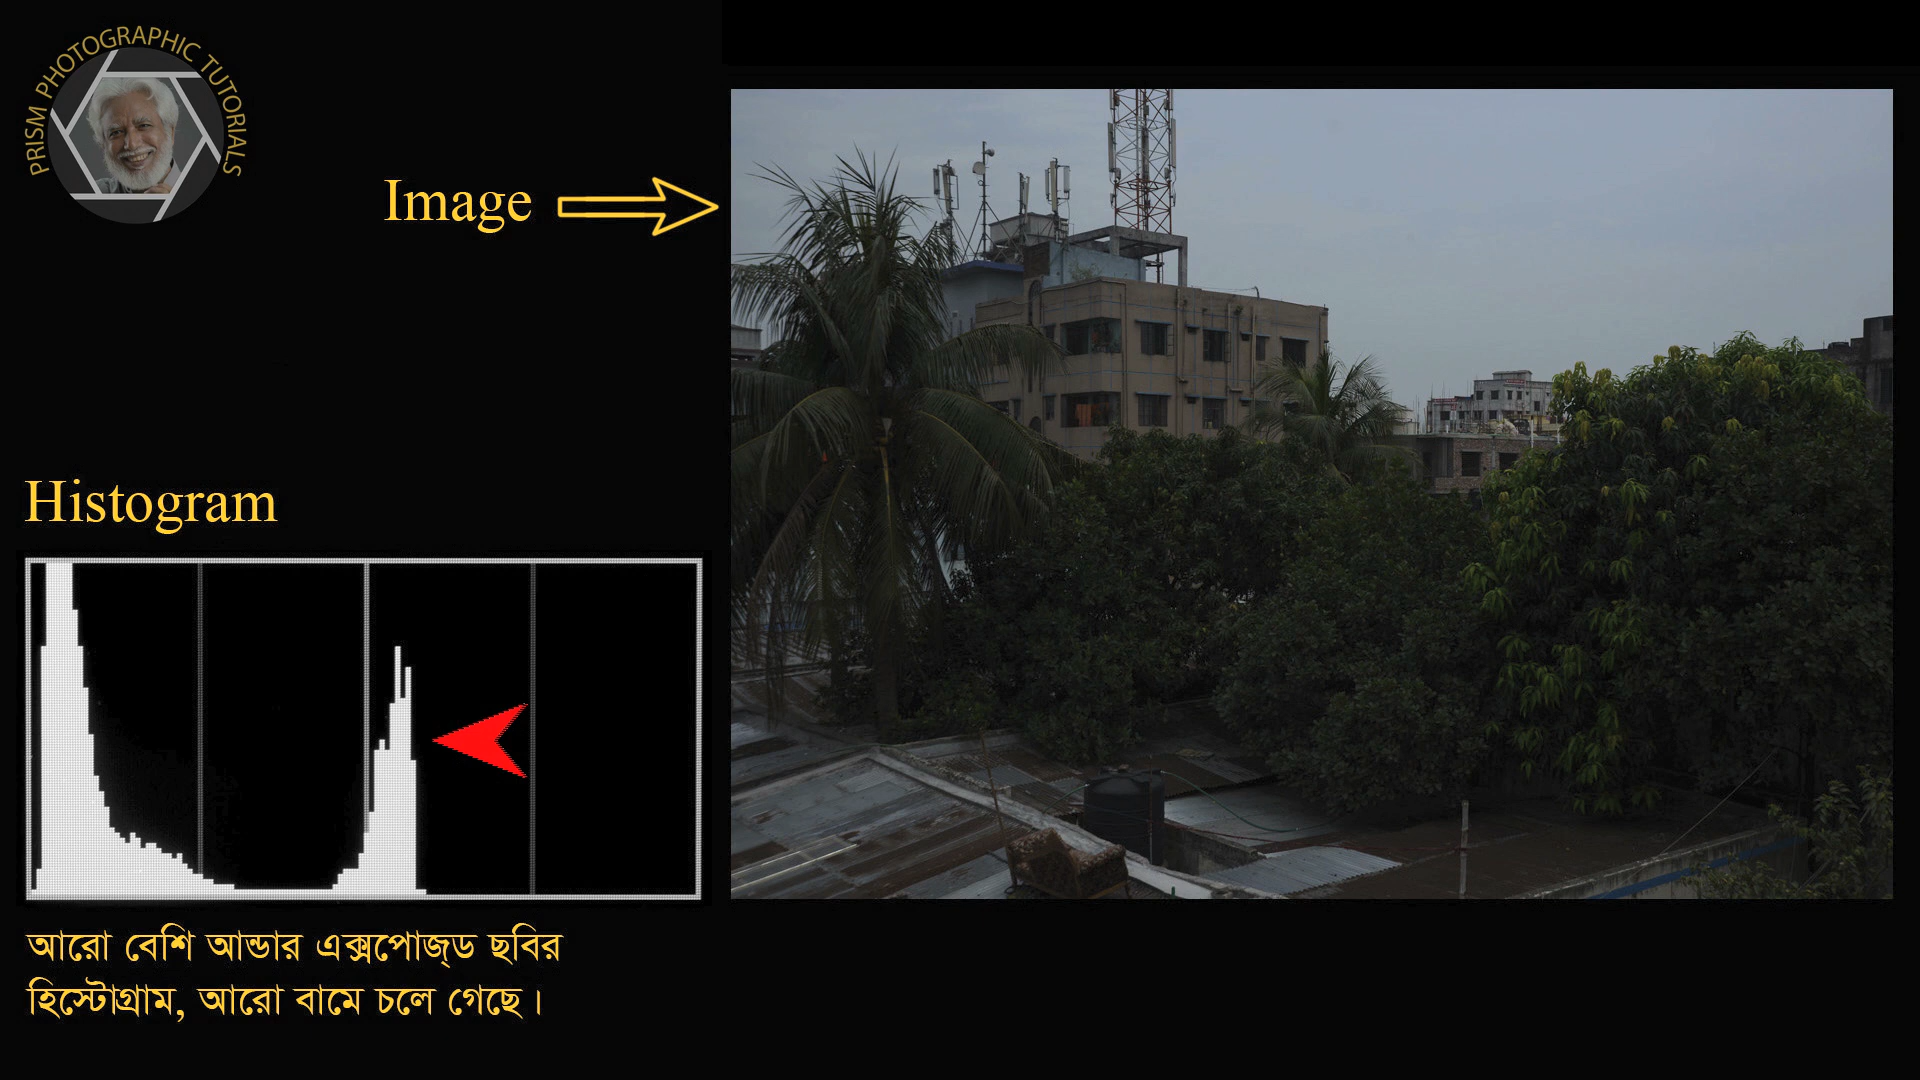 PRISM PHOTOGRAPHIC TUTORIALS
Image
Histogram
আরো বেশি আন্ডার এক্সপোজ্ড ছবির
হিস্টোগ্রাম, আরো বামে চলে গেছে।